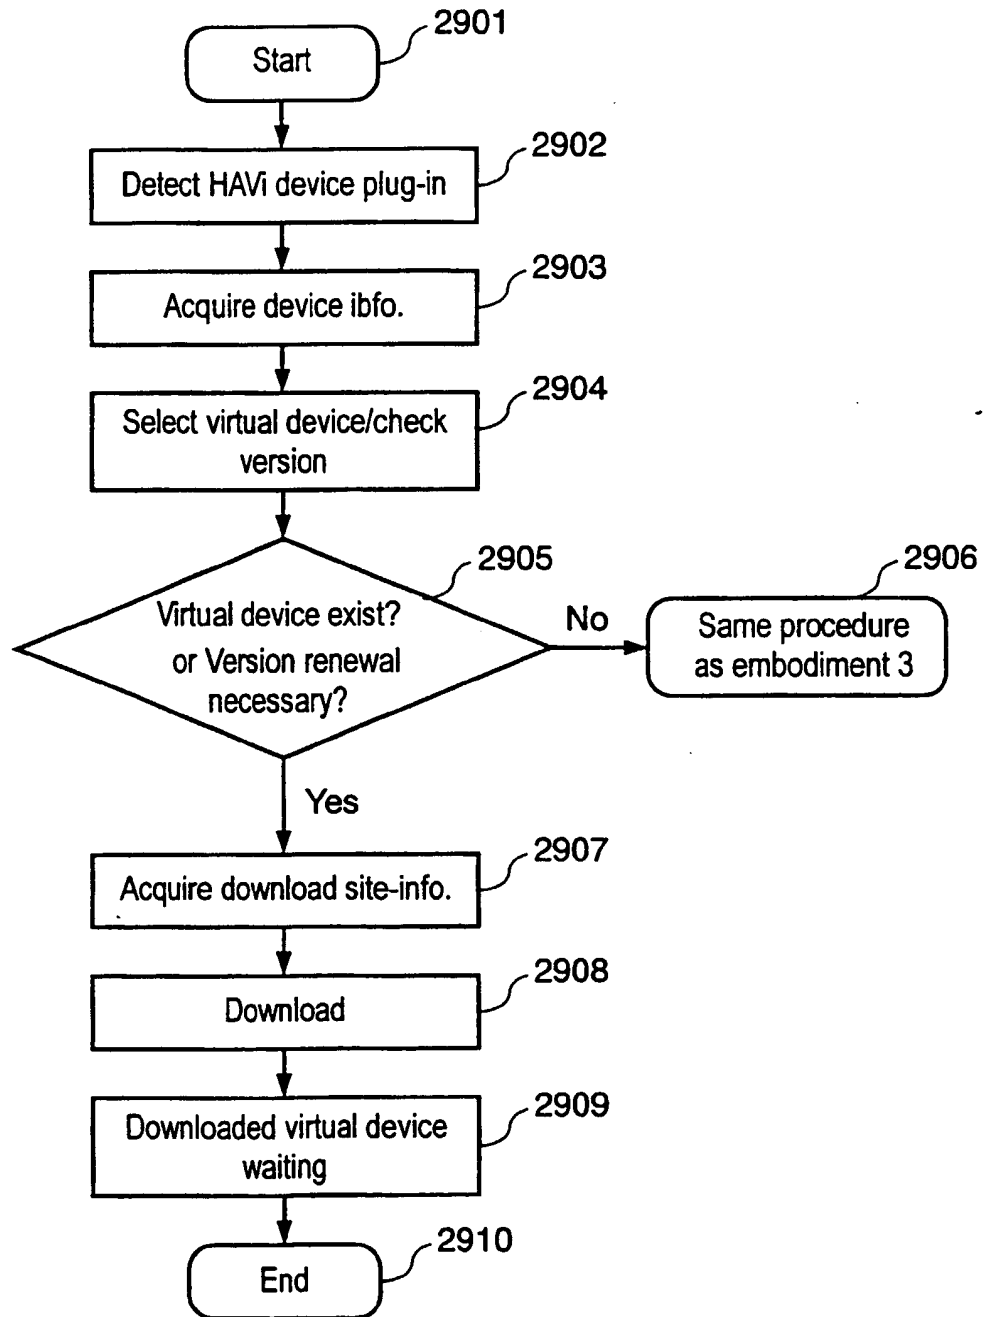 2901
Start
2902
Detect HAVi device plug-in
2903
Acquire device ibfo.
2904
Select virtual device/check
version
2905
Virtual device exist?
or Version renewal
necessary?
No
2906
Same procedure
as embodiment 3
Yes
2907
Acquire download site-info.
2908
Download
2909
Downloaded virtual device
waiting
2910
End